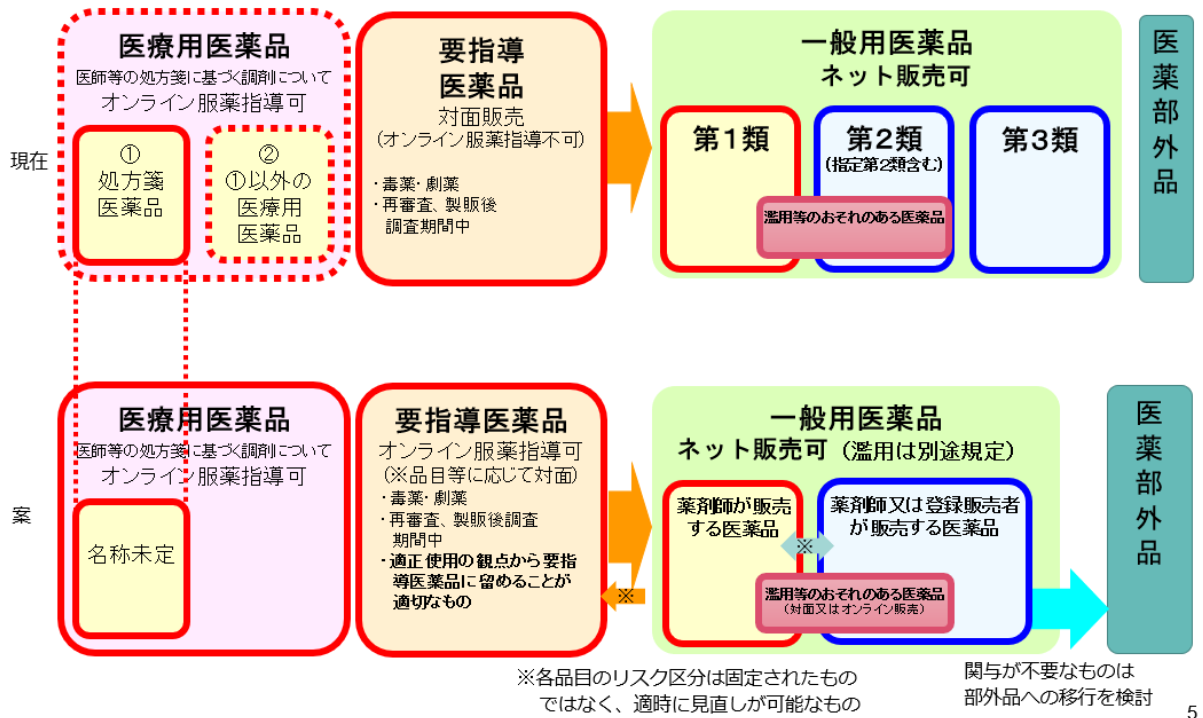 現在
医療用医薬品
医師等の処方箋に基づく調剤について
オンライン服薬指導可
①
処方箋
医薬品
②
①以外の
医療用
医薬品
要指導
医薬品
対面販売
(オンライン服薬指導不可)
・毒薬・劇薬
・再審査、製販後
調査期間中
一般用医薬品
ネット販売可
第1類
第2類
(指定第2類含む)
第3類
濫用等のおそれのある医薬品
医薬部外品
案
医療用医薬品
医師等の処方箋に基づく調剤について
オンライン服薬指導可
名称未定
要指導医薬品
オンライン服薬指導可
(※品目等に応じて対面)
・毒薬・劇薬
・再審査、製販後調査
期間中
・適正使用の観点から要指
導医薬品に留めることが
適切なもの
※
一般用医薬品
ネット販売可（濫用は別途規定）
薬剤師が販売
する医薬品
※
薬剤師又は登録販売者
が販売する医薬品
濫用等のおそれのある医薬品
（対面又はオンライン販売）
医薬部外品
※各品目のリスク区分は固定されたもの
ではなく、適時に見直しが可能なもの
関与が不要なものは
部外品への移行を検討
5